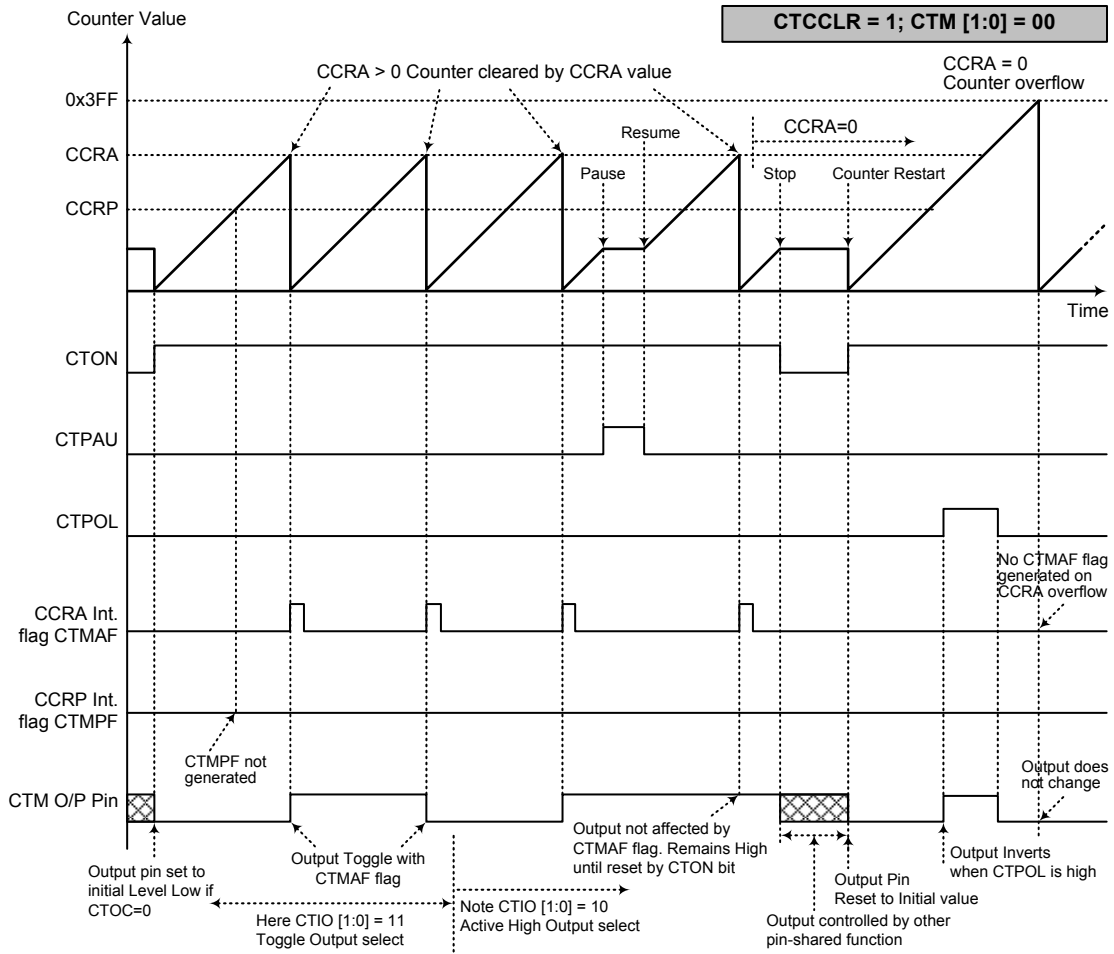 Counter Value
CTCCLR = 1; CTM [1:0] = 00
CCRA > 0 Counter cleared by CCRA value
CCRA = 0
Counter overflow
0x3FF
CCRA=0
Resume
CCRA
Pause
Stop
Counter Restart
CCRP
Time
CTON
CTPAU
CTPOL
No CTMAF flag
generated on
CCRA overflow
CCRA Int.
flag CTMAF
CCRP Int.
flag CTMPF
CTMPF not
generated
Output does
not change
CTM O/P Pin
Output pin set to
initial Level Low if
CTOC=0
Output Toggle with
CTMAF flag
Output not affected by
CTMAF flag. Remains High
until reset by CTON bit
Output Inverts
when CTPOL is high
Output Pin
Reset to Initial value
Here CTIO [1:0] = 11
Toggle Output select
Note CTIO [1:0] = 10
Active High Output select
Output controlled by other
pin-shared function